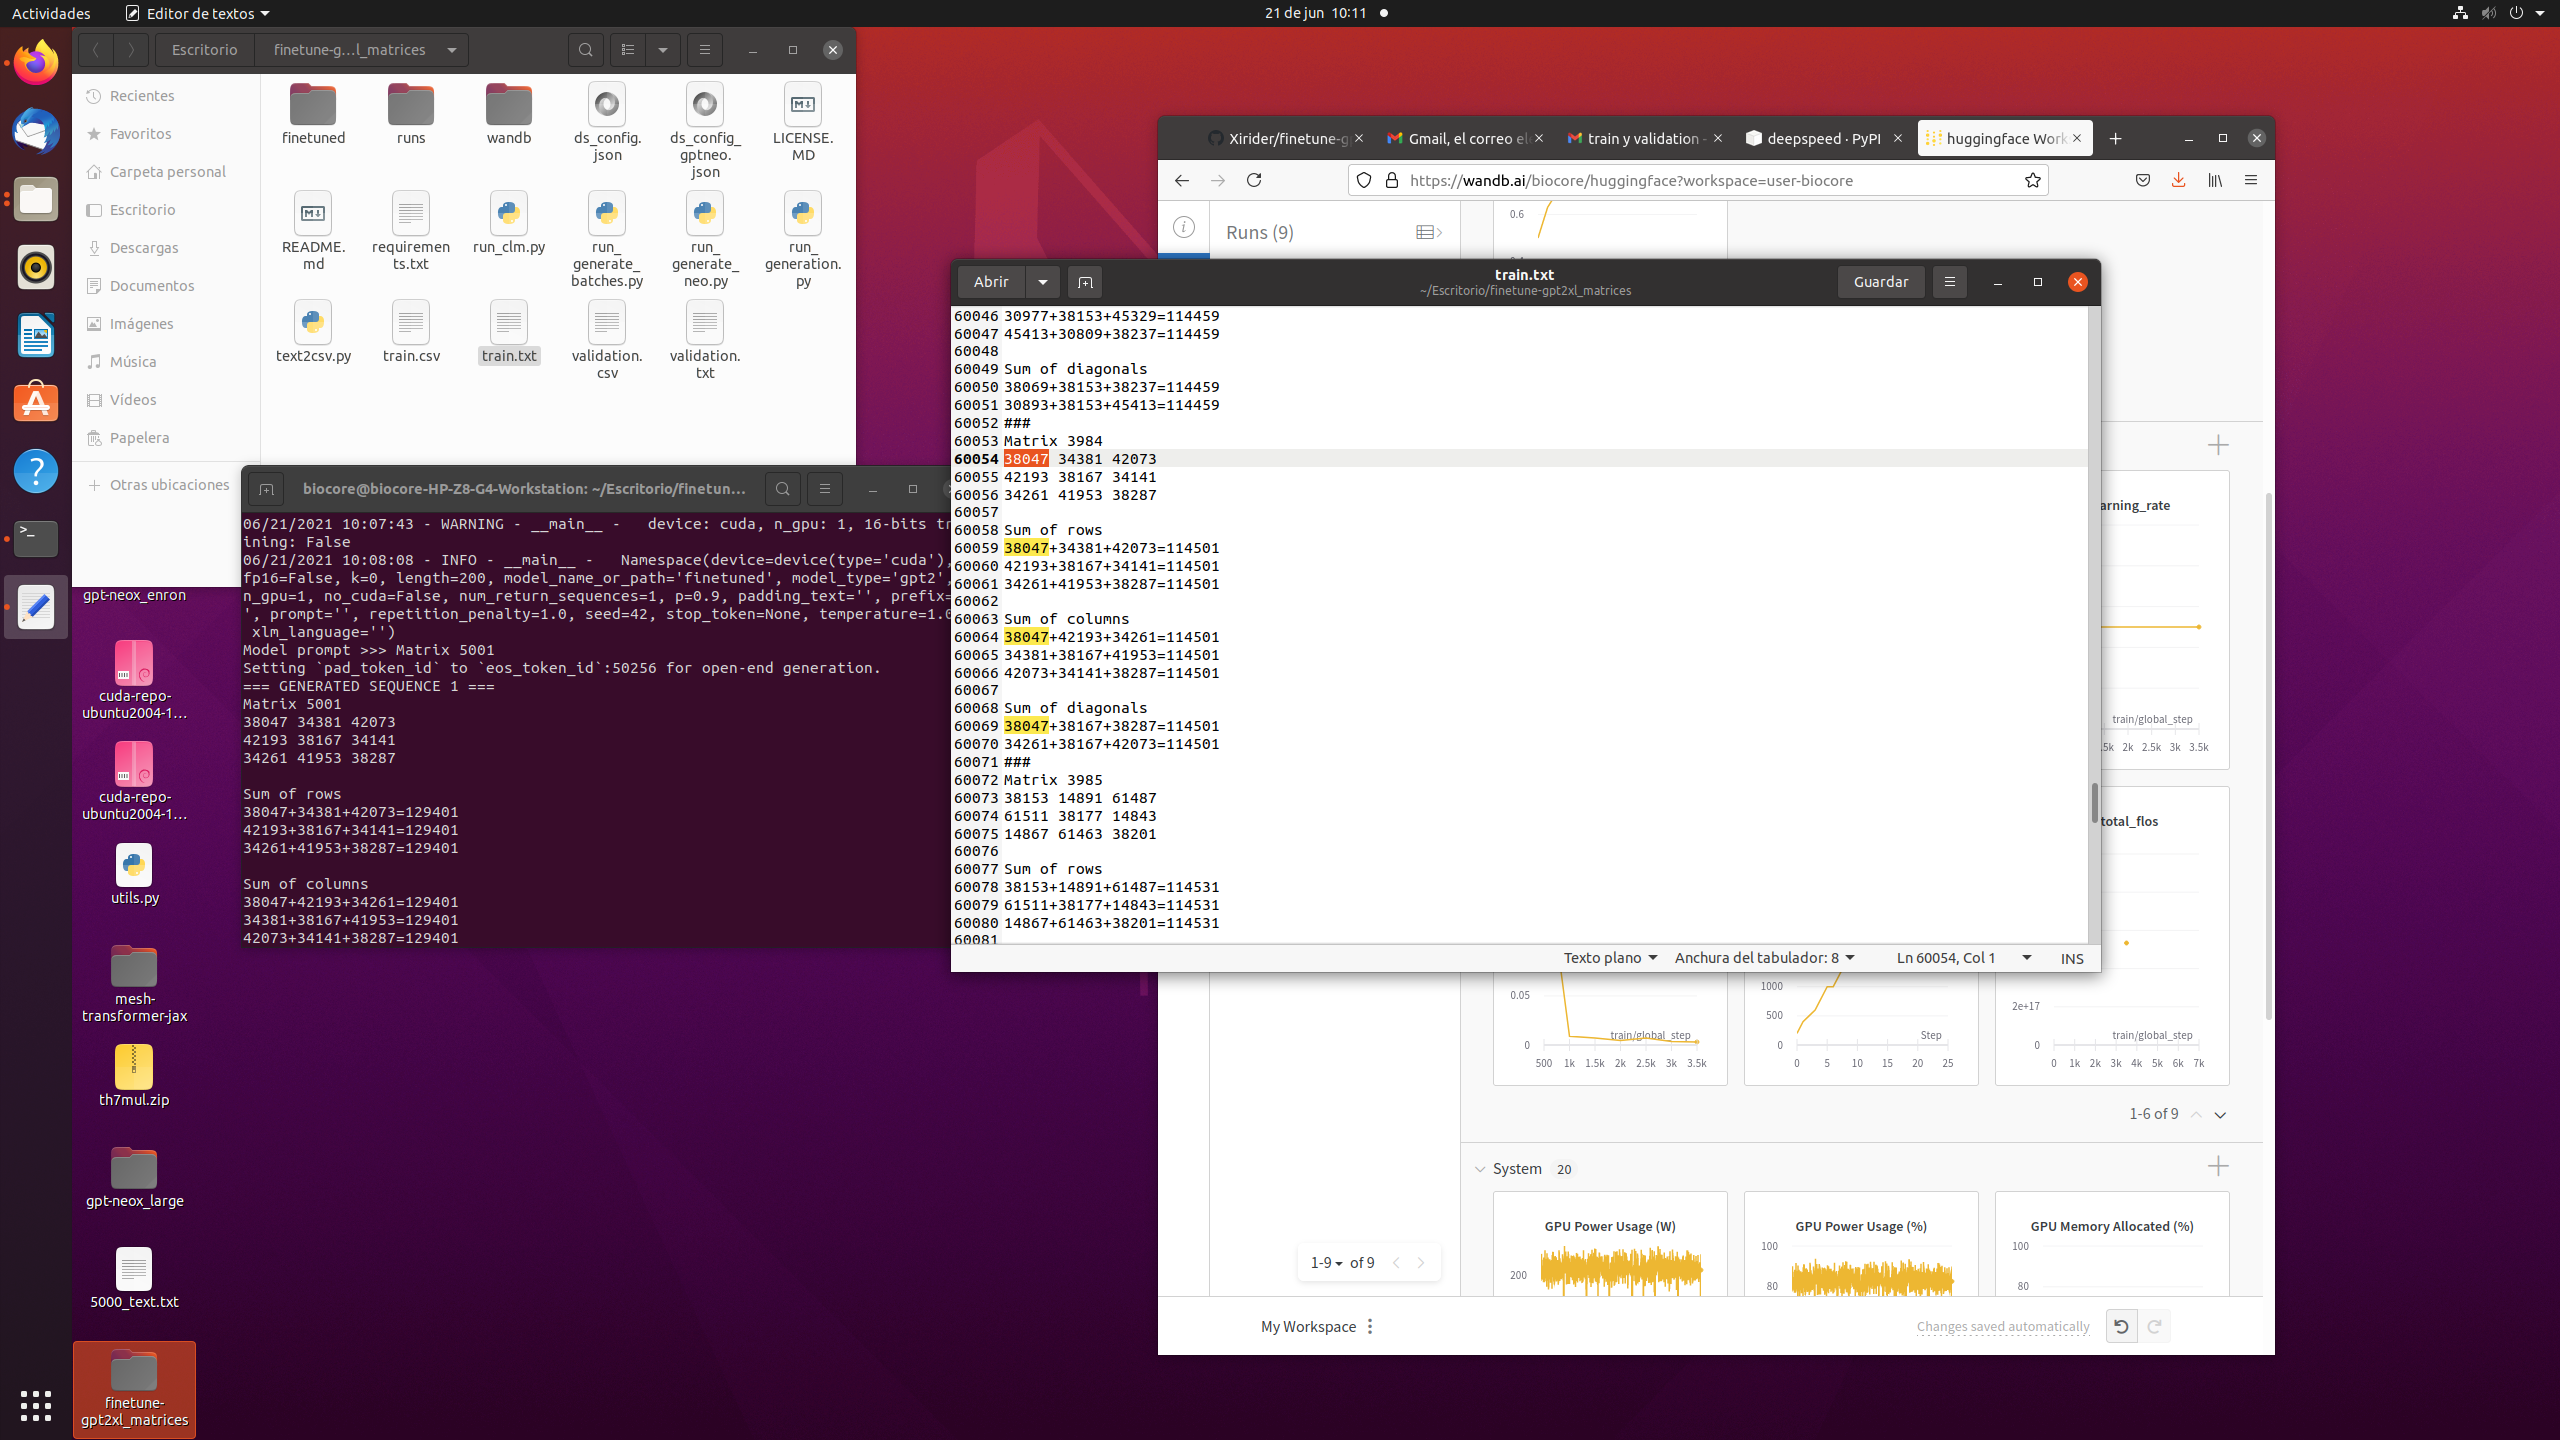 Actividades
Editor de textos
21 de jun 10:11
Escritorio
finetune-g…l_matrices
Recientes
Favoritos
Carpeta personal
Escritorio
Descargas
Documentos
Imágenes
Música
Vídeos
Papelera
Otras ubicaciones
finetuned
runs
wandb
ds_config.
json
ds_config_
gptneo.
json
LICENSE.
MD
README.
md
requiremen
ts.txt
run_clm.py
run_
generate_
batches.py
run_
generate_
neo.py
run_
generation.
py
text2csv.py
train.csv
train.txt
validation.
csv
validation.
txt
gpt-neox_enron
cuda-repo-
ubuntu2004-1…
cuda-repo-
ubuntu2004-1…
utils.py
mesh-
transformer-jax
th7mul.zip
gpt-neox_large
5000_text.txt
finetune-
gpt2xl_matrices
biocore@biocore-HP-Z8-G4-Workstation: ~/Escritorio/finetun...
06/21/2021 10:07:43 - WARNING - __main__ -   device: cuda, n_gpu: 1, 16-bits tr
ining: False
06/21/2021 10:08:08 - INFO - __main__ -   Namespace(device=device(type='cuda'),
fp16=False, k=0, length=200, model_name_or_path='finetuned', model_type='gpt2',
n_gpu=1, no_cuda=False, num_return_sequences=1, p=0.9, padding_text='', prefix=
', prompt='', repetition_penalty=1.0, seed=42, stop_token=None, temperature=1.0
xlm_language='')
Model prompt >>> Matrix 5001
Setting `pad_token_id` to `eos_token_id`:50256 for open-end generation.
=== GENERATED SEQUENCE 1 ===
Matrix 5001
38047 34381 42073
42193 38167 34141
34261 41953 38287
Sum of rows
38047+34381+42073=129401
42193+38167+34141=129401
34261+41953+38287=129401
Sum of columns
38047+42193+34261=129401
34381+38167+41953=129401
42073+34141+38287=129401
Abrir
train.txt
~/Escritorio/finetune-gpt2xl_matrices
Guardar
60046 30977+38153+45329=114459
60047 45413+30809+38237=114459
60048
60049 Sum of diagonals
60050 38069+38153+38237=114459
60051 30893+38153+45413=114459
60052 ###
60053 Matrix 3984
60054 38047 34381 42073
60055 42193 38167 34141
60056 34261 41953 38287
60057
60058 Sum of rows
60059 38047+34381+42073=114501
60060 42193+38167+34141=114501
60061 34261+41953+38287=114501
60062
60063 Sum of columns
60064 38047+42193+34261=114501
60065 34381+38167+41953=114501
60066 42073+34141+38287=114501
60067
60068 Sum of diagonals
60069 38047+38167+38287=114501
60070 34261+38167+42073=114501
60071 ###
60072 Matrix 3985
60073 38153 14891 61487
60074 61511 38177 14843
60075 14867 61463 38201
60076
60077 Sum of rows
60078 38153+14891+61487=114531
60079 61511+38177+14843=114531
60080 14867+61463+38201=114531
60081
Texto plano
Anchura del tabulador: 8
Ln 60054, Col 1
INS
Xirider/finetune-g
Gmail, el correo el
train y validation -
deepspeed · PyPI
huggingface Work
https://wandb.ai/biocore/huggingface?workspace=user-biocore
Runs (9)
0.6
arning_rate
train/global_step
.5k 2k 2.5k 3k 3.5k
total_flos
0.05
0
train/global_step
500 1k 1.5k 2k 2.5k 3k 3.5k
1000
500
0
Step
0 5 10 15 20 25
2e+17
0
train/global_step
0 1k 2k 3k 4k 5k 6k 7k
1-6 of 9
System 20
GPU Power Usage (W)
200
GPU Power Usage (%)
100
80
GPU Memory Allocated (%)
100
80
1-9 of 9
My Workspace
Changes saved automatically